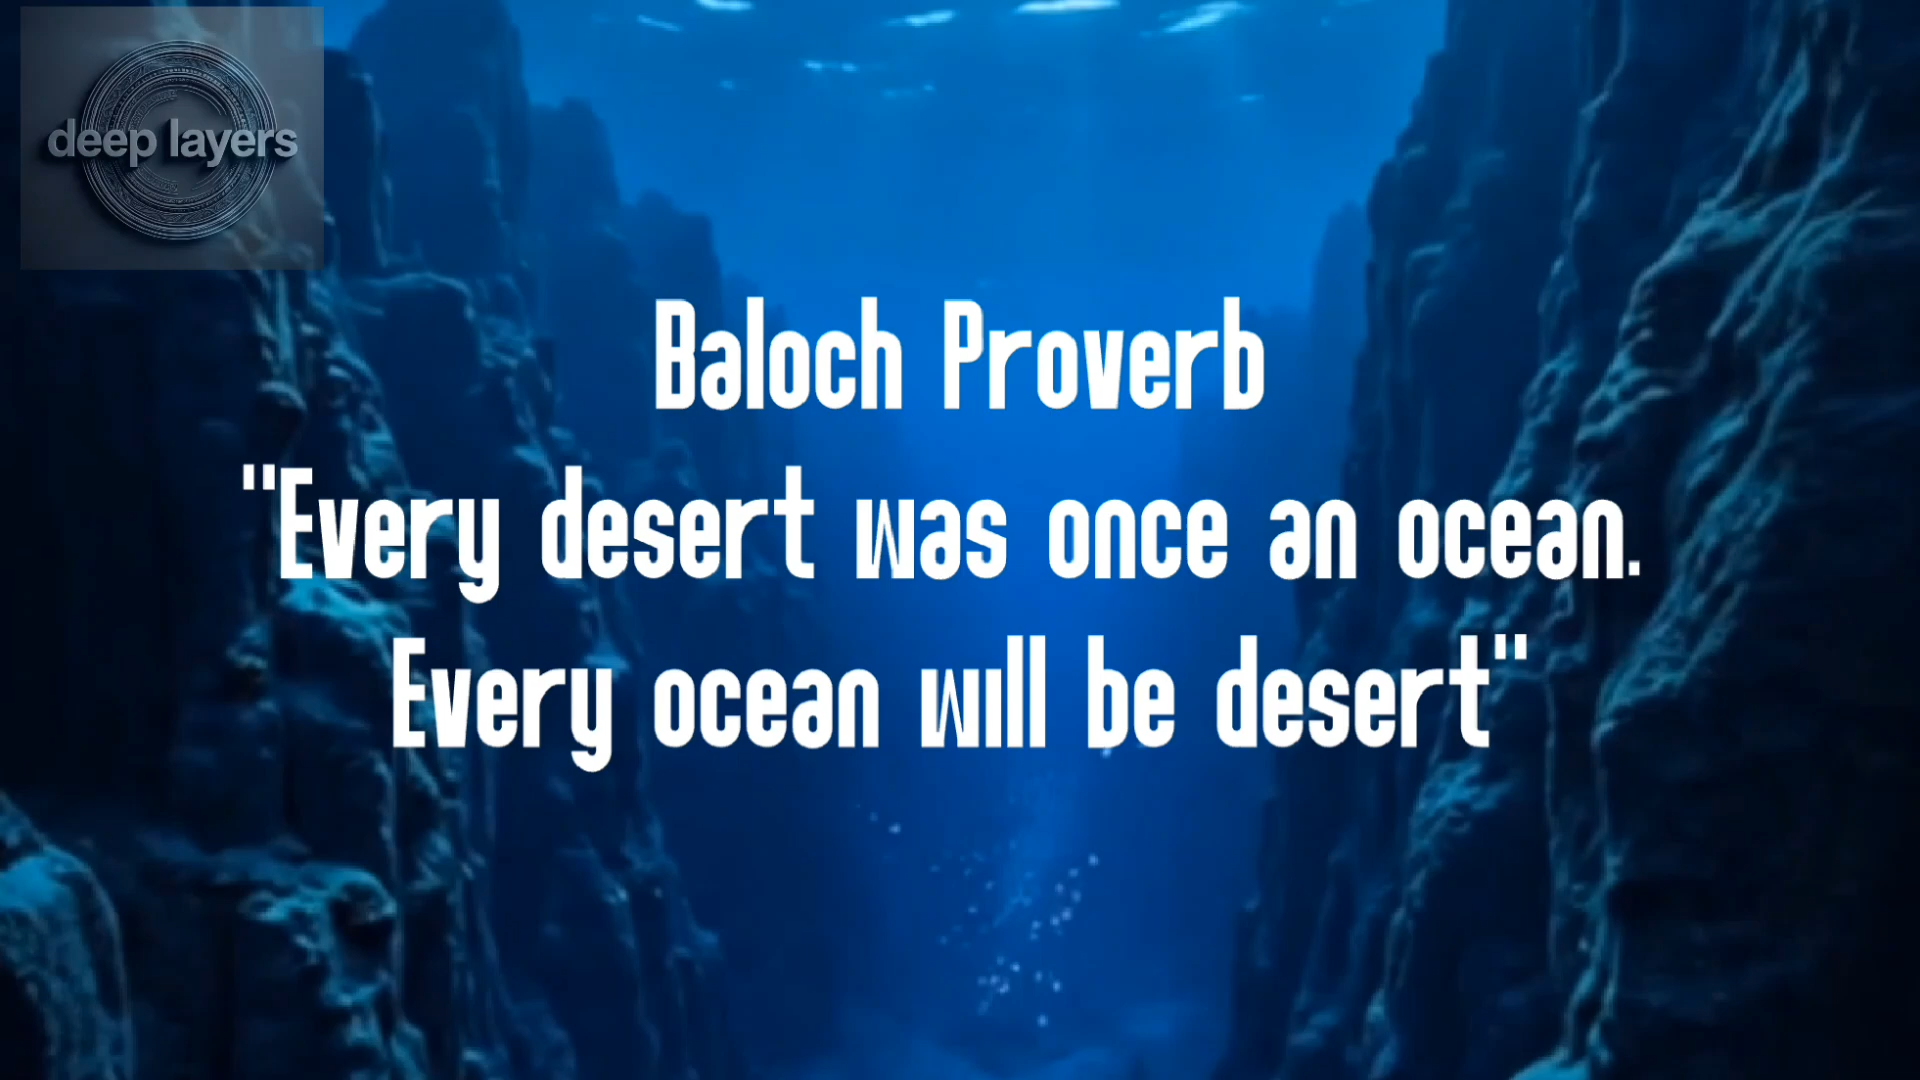 deep layers
Baloch Proverb
"Every desert was once an ocean.
Every ocean will be desert"